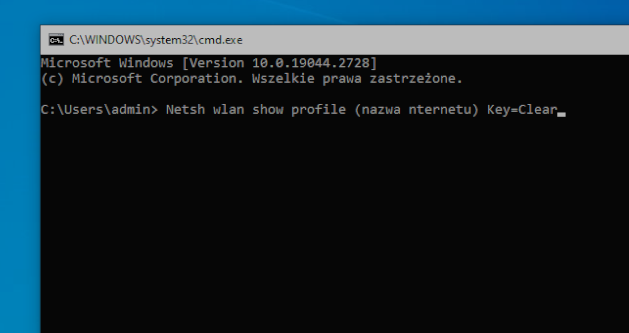 C:\WINDOWS\system32\cmd.exe
Microsoft Windows [Version 10.0.19044.2728]
(c) Microsoft Corporation. Wszelkie prawa zastrzeżone.
C:\Users\admin> Netsh wlan show profile (nazwa nternetu) Key=Clear_